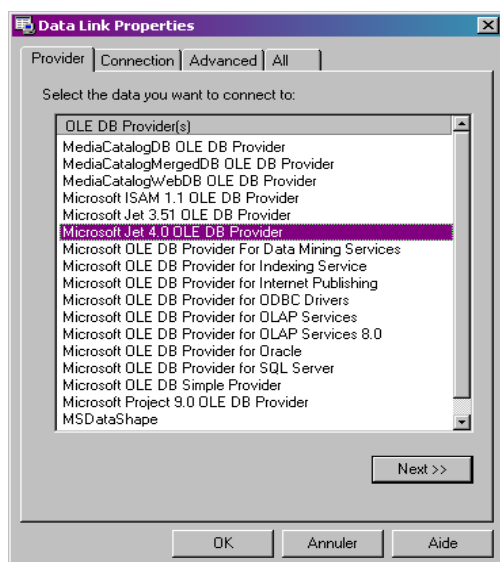 Data Link Properties
Provider Connection Advanced All
Select the data you want to connect to:
OLE DB Provider(s)
MediaCatalogDB OLE DB Provider
MediaCatalogMergedDB OLE DB Provider
MediaCatalogWebDB OLE DB Provider
Microsoft ISAM 1.1 OLE DB Provider
Microsoft Jet 3.51 OLE DB Provider
Microsoft Jet 4.0 OLE DB Provider
Microsoft OLE DB Provider For Data Mining Services
Microsoft OLE DB Provider for Indexing Service
Microsoft OLE DB Provider for Internet Publishing
Microsoft OLE DB Provider for ODBC Drivers
Microsoft OLE DB Provider for OLAP Services
Microsoft OLE DB Provider for OLAP Services 8.0
Microsoft OLE DB Provider for Oracle
Microsoft OLE DB Provider for SQL Server
Microsoft OLE DB Simple Provider
Microsoft Project 9.0 OLE DB Provider
MSDataShape
Next >>
OK Annuler Aide